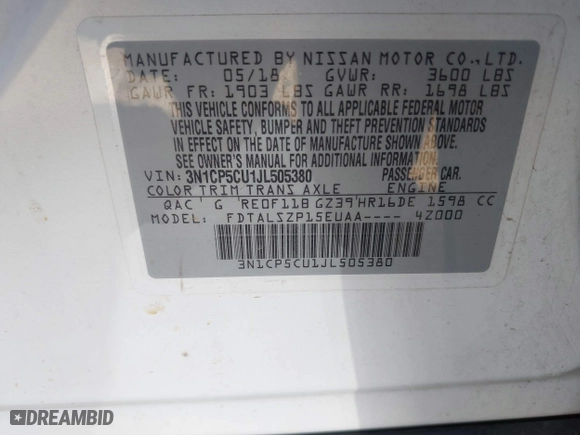 MANUFACTURED BY NISSAN MOTOR CO., LTD.
DATE: 05/18 GVWR: 3600 LBS
GAWR FR: 1903 LBS GAWR RR: 1698 LBS
THIS VEHICLE CONFORMS TO ALL APPLICABLE FEDERAL MOTOR
VEHICLE SAFETY, BUMPER AND THEFT PREVENTION STANDARDS
IN EFFECT ON THE DATE OF MANUFACTURE SHOWN ABOVE.
SEE OWNER'S MANUAL FOR ADDITIONAL INFORMATION.
VIN: 3N1CP5CU1JL505380 PASSENGER CAR.
COLOR TRIM TRANS AXLE ENGINE
QAC G RE0F11B GZ39 HR16DE 1598 CC
MODEL: FDTALSZP15EUAA---- 4Z000
3N1CP5CU1JL505380
DREAMBID